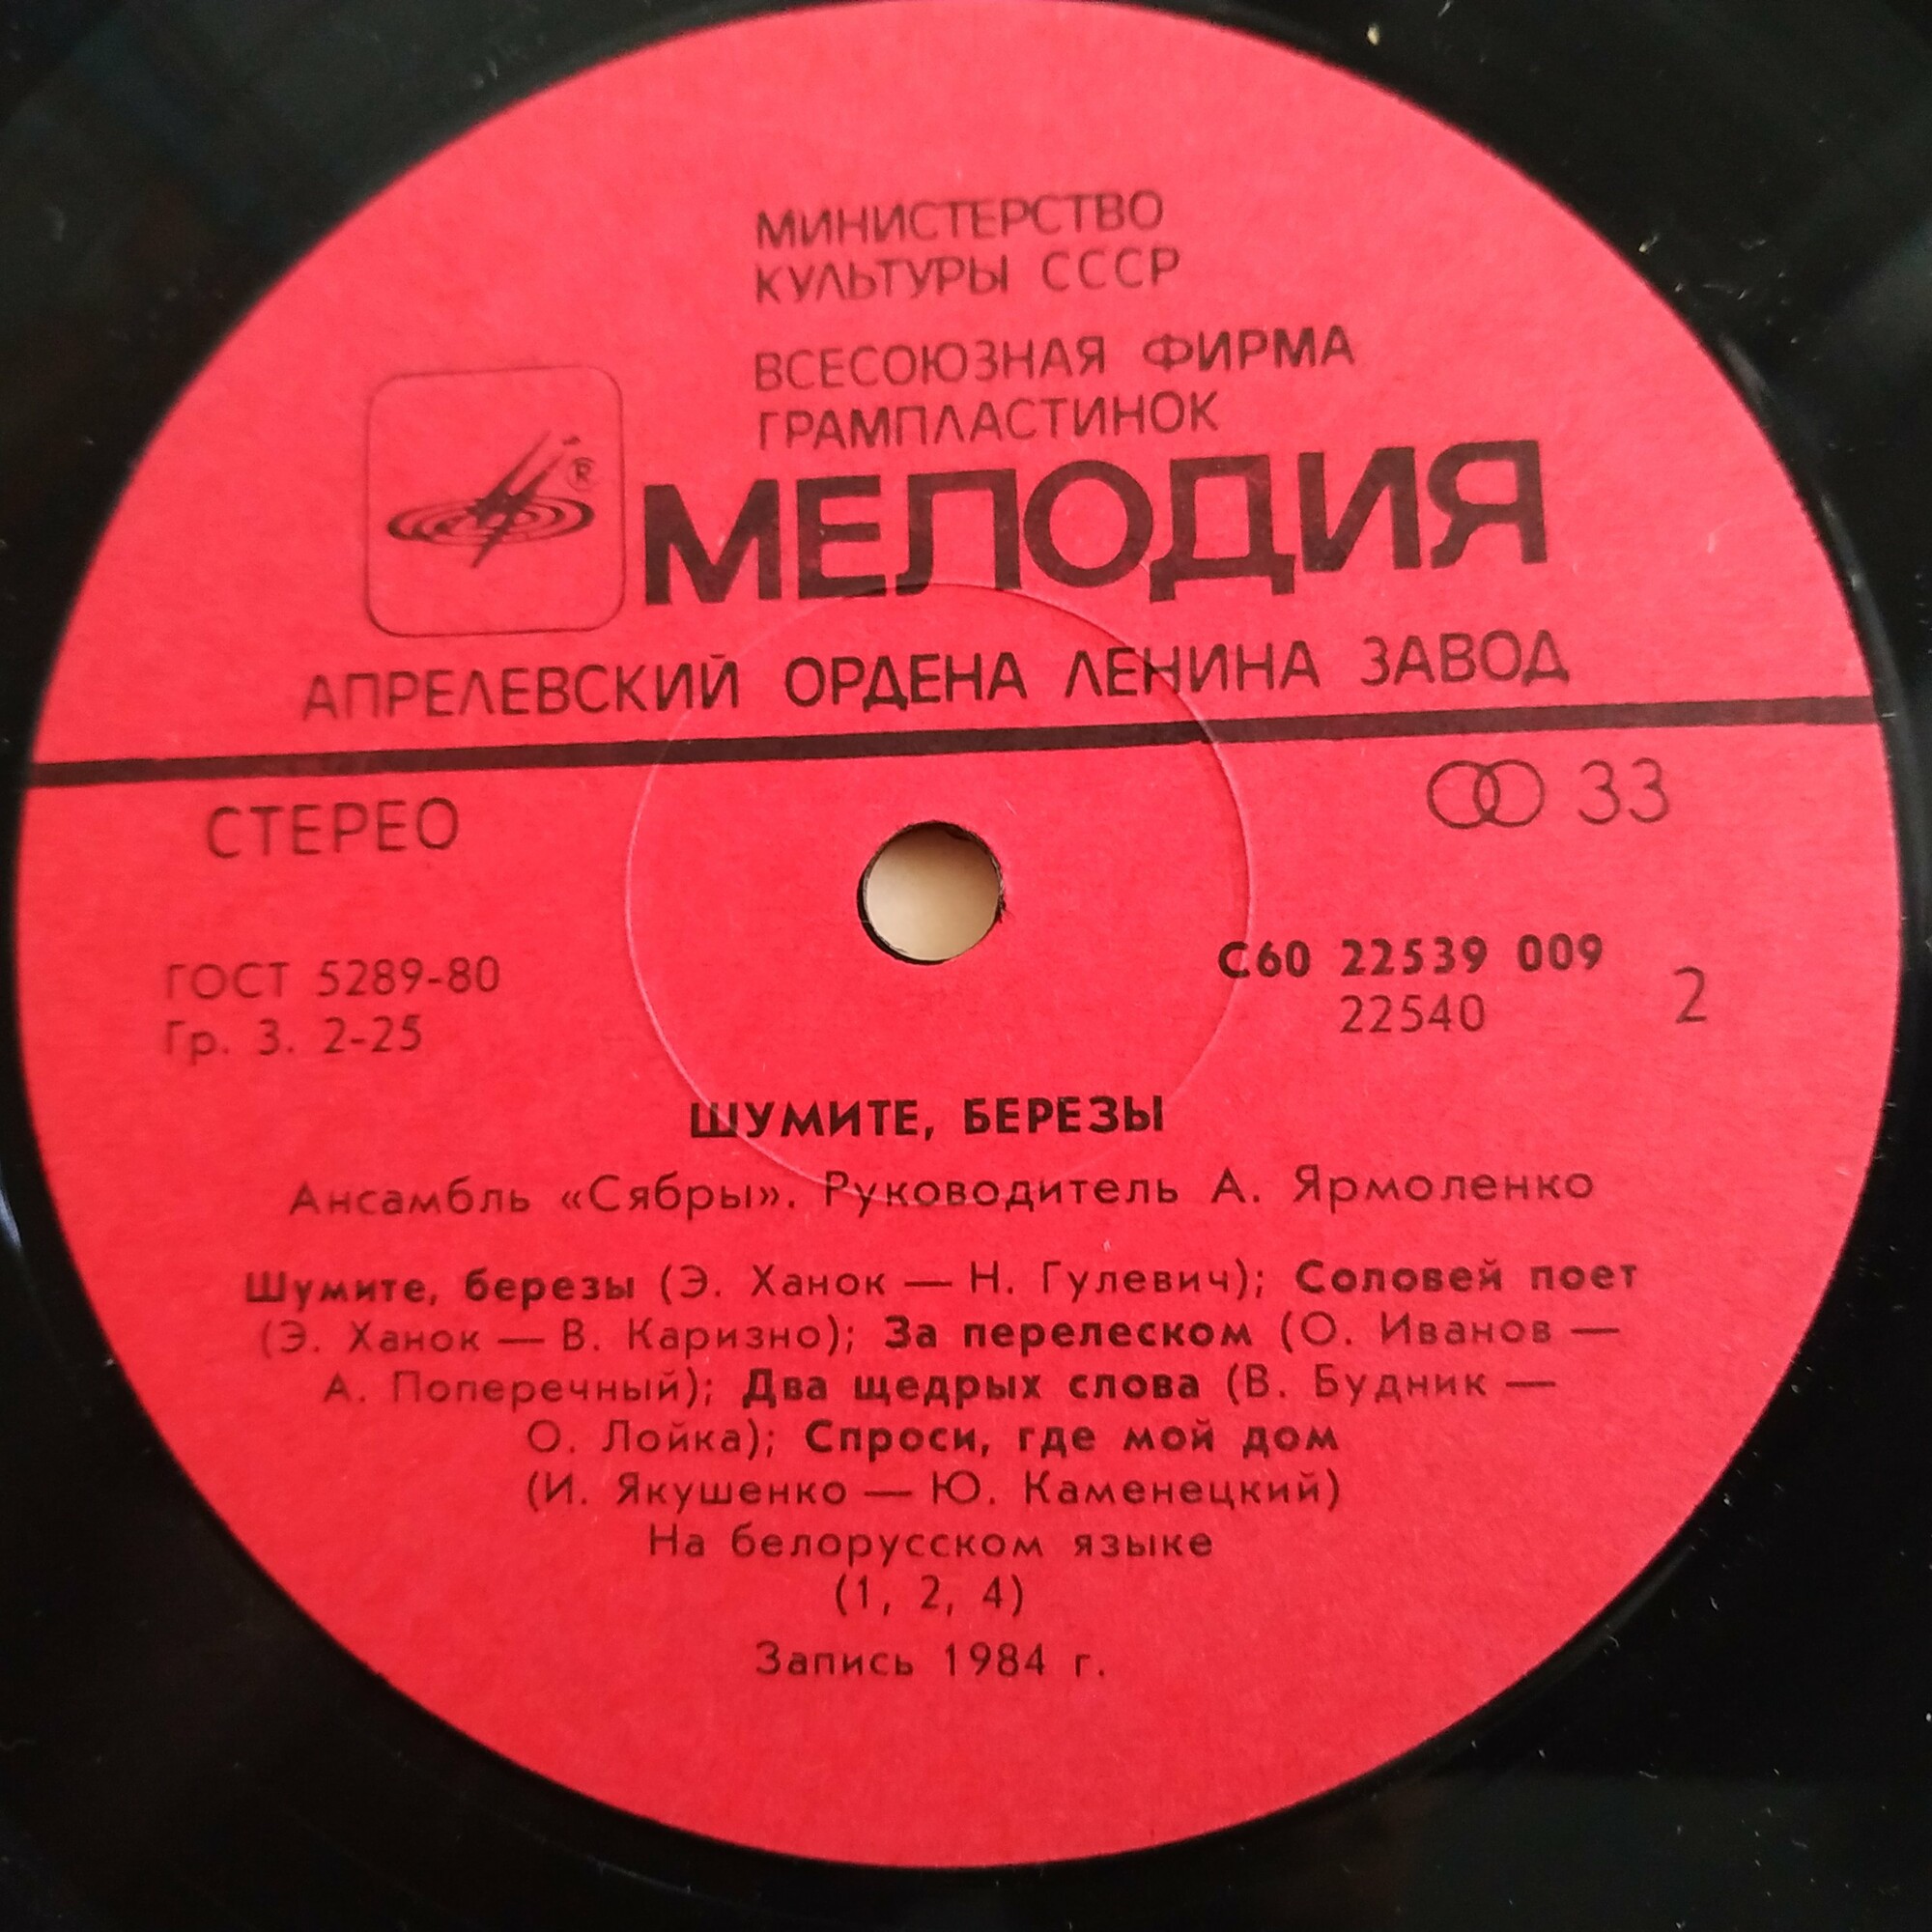 МИНИСТЕРСТВО
КУЛЬТУРЫ СССР
ВСЕСОЮЗНАЯ ФИРМА
ГРАМПЛАСТИНОК
®
МЕЛОДИЯ
АПРЕЛЕВСКИЙ ОРДЕНА ЛЕНИНА ЗАВОД
СТЕРЕО
33
ГОСТ 5289-80
Гр. 3. 2-25
С60 22539 009
22540
2
ШУМИТЕ, БЕРЕЗЫ
Ансамбль «Сябры». Руководитель А. Ярмоленко
Шумите, березы (Э. Ханок — Н. Гулевич); Соловей поет
(Э. Ханок — В. Каризно); За перелеском (О. Иванов —
А. Поперечный); Два щедрых слова (В. Будник —
О. Лойка); Спроси, где мой дом
(И. Якушенко — Ю. Каменецкий)
На белорусском языке
(1, 2, 4)
Запись 1984 г.